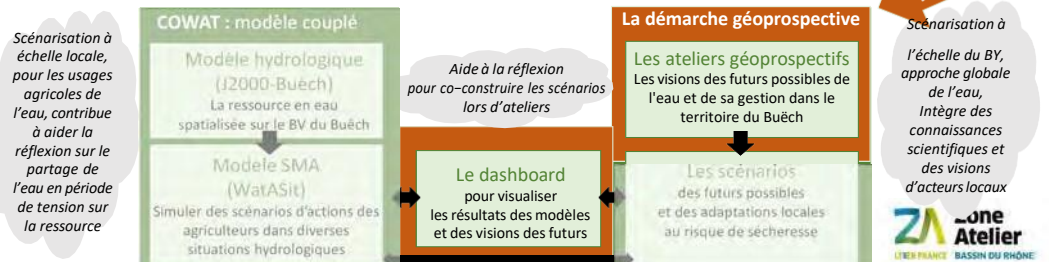 Scénarisation à
échelle locale,
pour les usages
agricoles de
l'eau, contribue
à aider la
réflexion sur le
partage de
l'eau en période
de tension sur
la ressource
COWAT : modèle couplé
Modèle hydrologique
(J2000-Buëch)
La ressource en eau
spatialisée sur le BV du Buëch
Modèle SMA
(WatASit)
Simuler des scénarios d'actions des
agriculteurs dans diverses
situations hydrologiques
Aide à la réflexion
pour co-construire les scénarios
lors d'ateliers
Le dashboard
pour visualiser
les résultats des modèles
et des visions des futurs
La démarche géoprospective
Les ateliers géoprospectifs
Les visions des futurs possibles de
l'eau et de sa gestion dans le
territoire du Buëch
Les scénarios
des futurs possibles
et des adaptations locales
au risque de sécheresse
Scénarisation à
l'échelle du BY,
approche globale
de l'eau,
Intègre des
connaissances
scientifiques et
des visions
d'acteurs locaux
ZA Zone
Atelier
LTSER FRANCE BASSIN DU RHÔNE